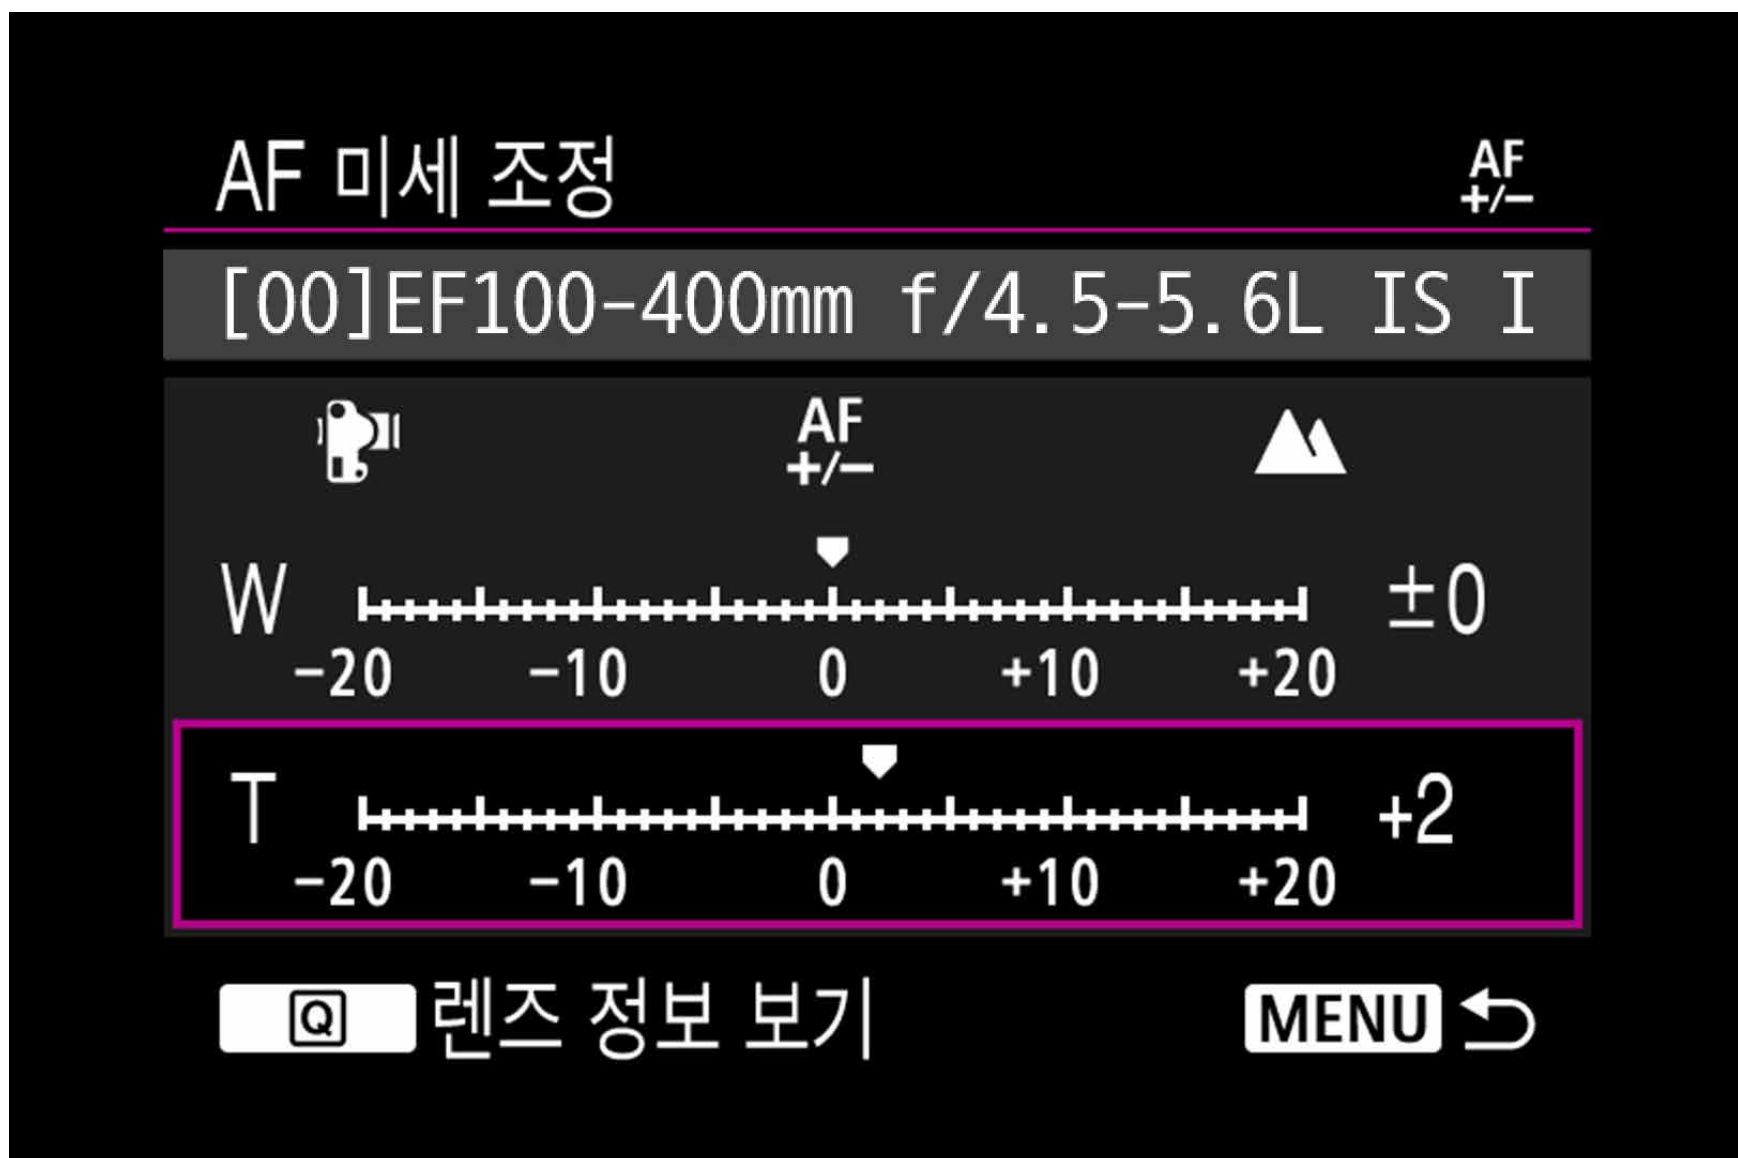 AF 미세 조정
AF
+/−
[00]EF100-400mm f/4.5-5.6L IS I
AF
+/−
W ±0
−20 −10 0 +10 +20
T +2
−20 −10 0 +10 +20
Q 렌즈 정보 보기 MENU